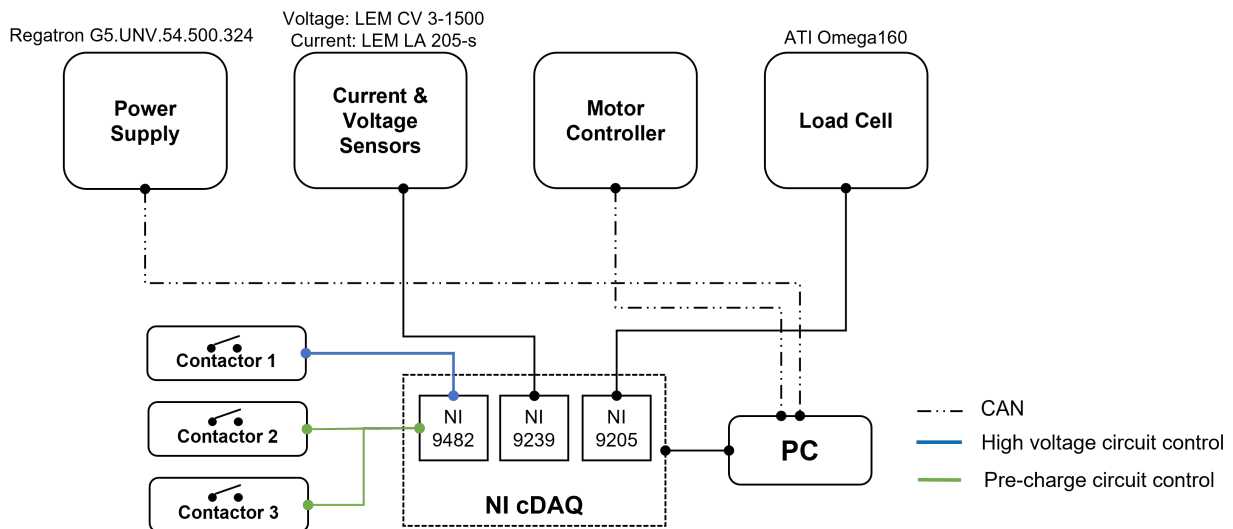 Regatron G5.UNV.54.500.324
Voltage: LEM CV 3-1500
Current: LEM LA 205-s
ATI Omega160
Power
Supply
Current &
Voltage
Sensors
Motor
Controller
Load Cell
Contactor 1
Contactor 2
Contactor 3
NI
9482
NI
9239
NI
9205
NI cDAQ
PC
CAN
High voltage circuit control
Pre-charge circuit control